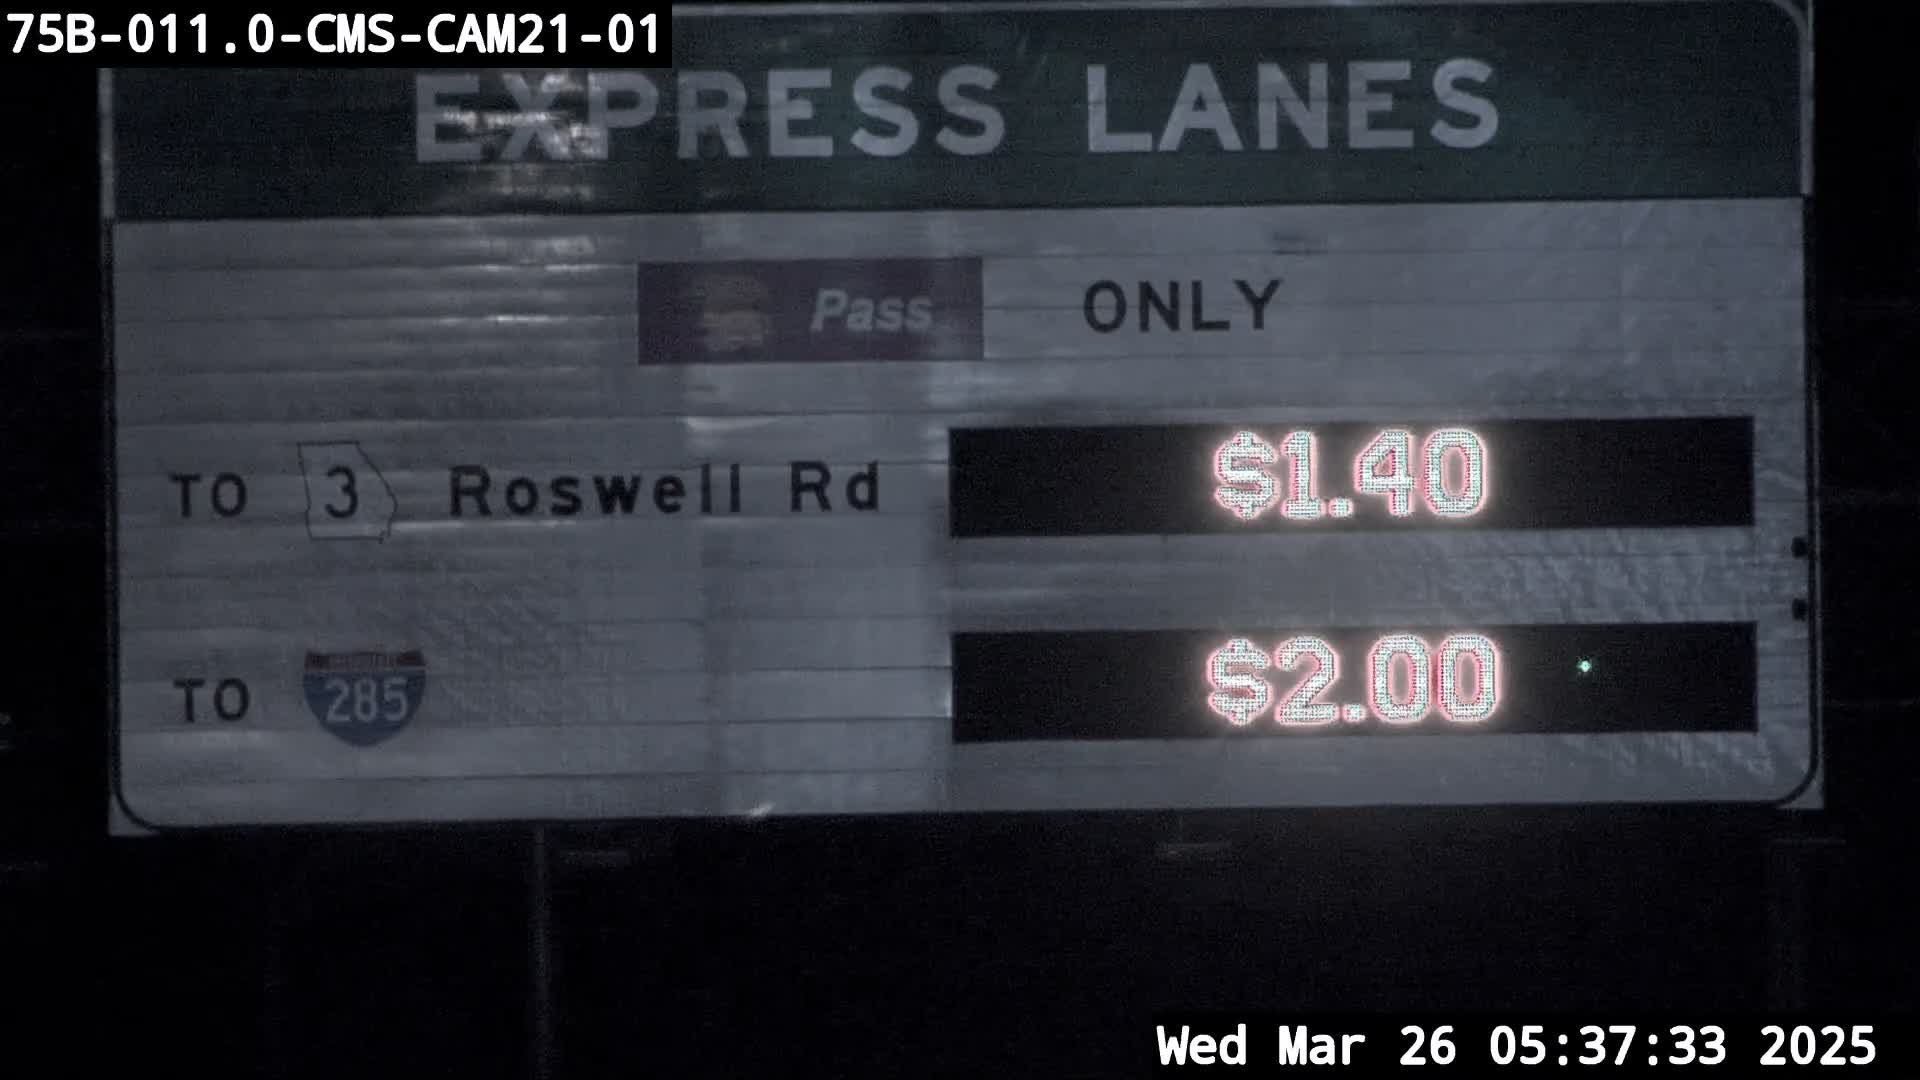 75B-011.0-CMS-CAM21-01
EXPRESS LANES
Pass ONLY
TO 3 Roswell Rd $1.40
TO 285 $2.00
Wed Mar 26 05:37:33 2025